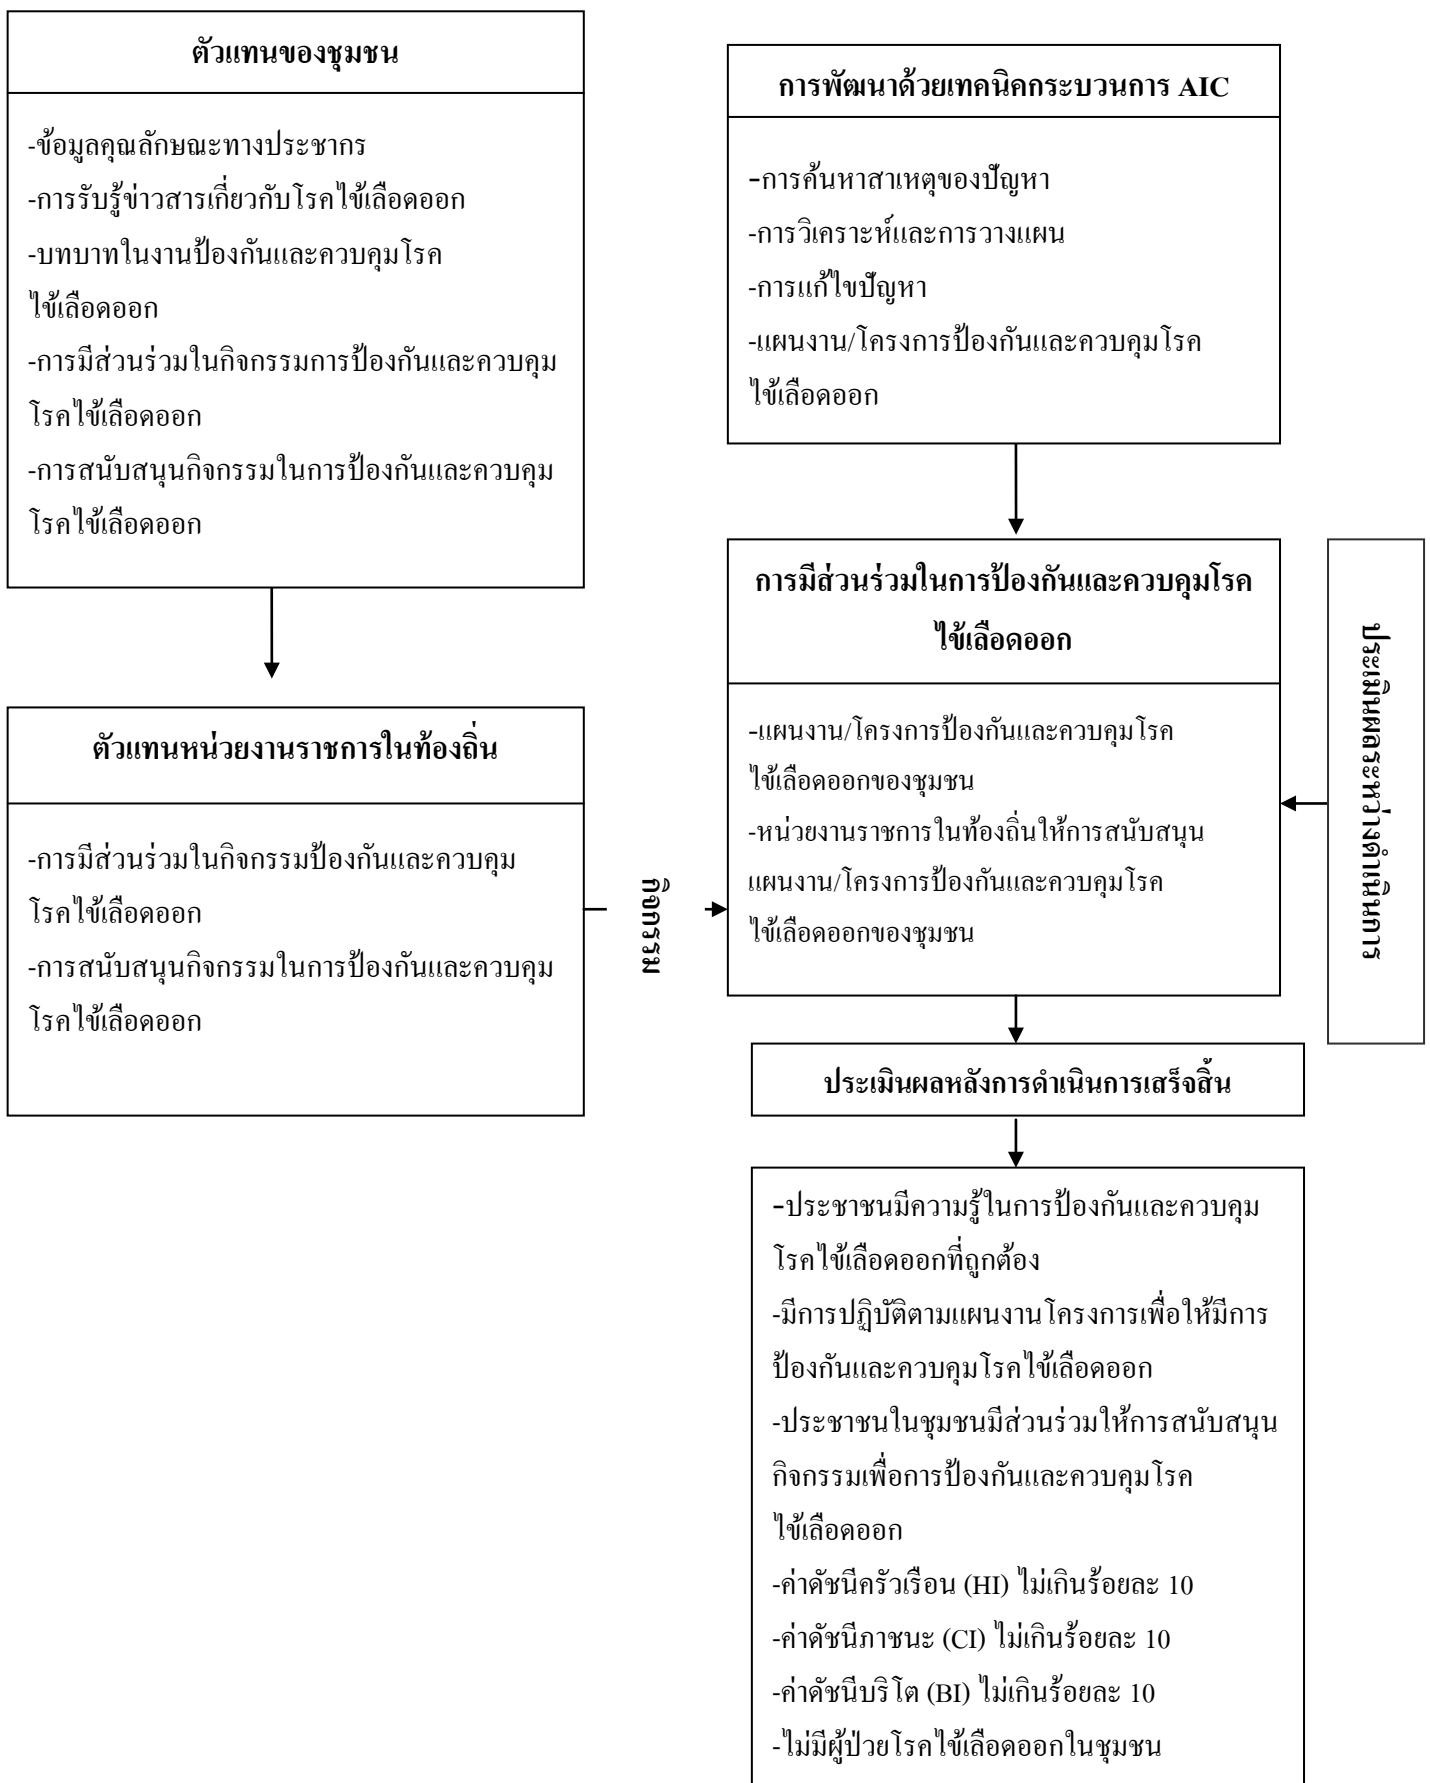 ตัวแทนของชุมชน
-ข้อมูลคุณลักษณะทางประชากร
-การรับรู้ข่าวสารเกี่ยวกับโรคไข้เลือดออก
-บทบาทในงานป้องกันและควบคุมโรค
ไข้เลือดออก
-การมีส่วนร่วมในกิจกรรมการป้องกันและควบคุม
โรคไข้เลือดออก
-การสนับสนุนกิจกรรมในการป้องกันและควบคุม
โรคไข้เลือดออก
ตัวแทนหน่วยงานราชการในท้องถิ่น
-การมีส่วนร่วมในกิจกรรมป้องกันและควบคุม
โรคไข้เลือดออก
-การสนับสนุนกิจกรรมในการป้องกันและควบคุม
โรคไข้เลือดออก
กิจกรรม
การพัฒนาด้วยเทคนิคกระบวนการ AIC
-การค้นหาสาเหตุของปัญหา
-การวิเคราะห์และการวางแผน
-การแก้ไขปัญหา
-แผนงาน/โครงการป้องกันและควบคุมโรค
ไข้เลือดออก
การมีส่วนร่วมในการป้องกันและควบคุมโรค
ไข้เลือดออก
-แผนงาน/โครงการป้องกันและควบคุมโรค
ไข้เลือดออกของชุมชน
-หน่วยงานราชการในท้องถิ่นให้การสนับสนุน
แผนงาน/โครงการป้องกันและควบคุมโรค
ไข้เลือดออกของชุมชน
ประเมินผลระหว่างดำเนินการ
ประเมินผลหลังการดำเนินการเสร็จสิ้น
-ประชาชนมีความรู้ในการป้องกันและควบคุม
โรคไข้เลือดออกที่ถูกต้อง
-มีการปฏิบัติตามแผนงานโครงการเพื่อให้มีการ
ป้องกันและควบคุมโรคไข้เลือดออก
-ประชาชนในชุมชนมีส่วนร่วมให้การสนับสนุน
กิจกรรมเพื่อการป้องกันและควบคุมโรค
ไข้เลือดออก
-ค่าดัชนีครัวเรือน (HI) ไม่เกินร้อยละ 10
-ค่าดัชนีภาชนะ (CI) ไม่เกินร้อยละ 10
-ค่าดัชนีบริโต (BI) ไม่เกินร้อยละ 10
-ไม่มีผู้ป่วยโรคไข้เลือดออกในชุมชน